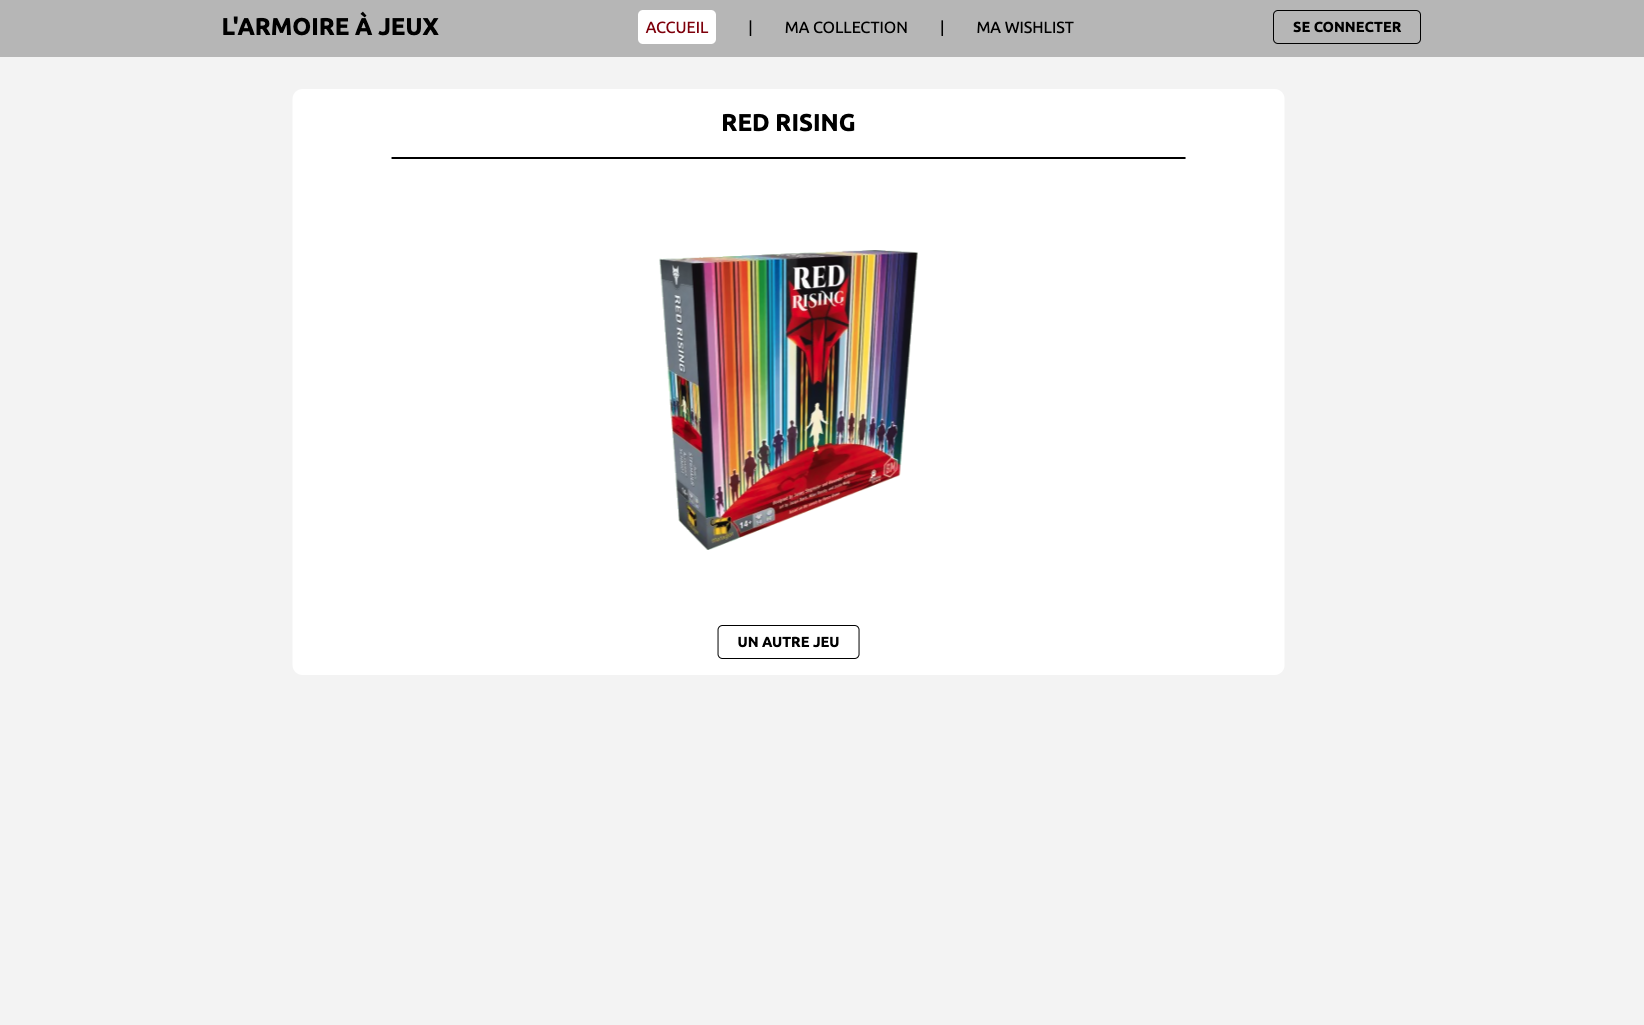 L'ARMOIRE À JEUX
ACCUEIL | MA COLLECTION | MA WISHLIST
SE CONNECTER
RED RISING
RED
RISING
RED RISING
14+
UN AUTRE JEU